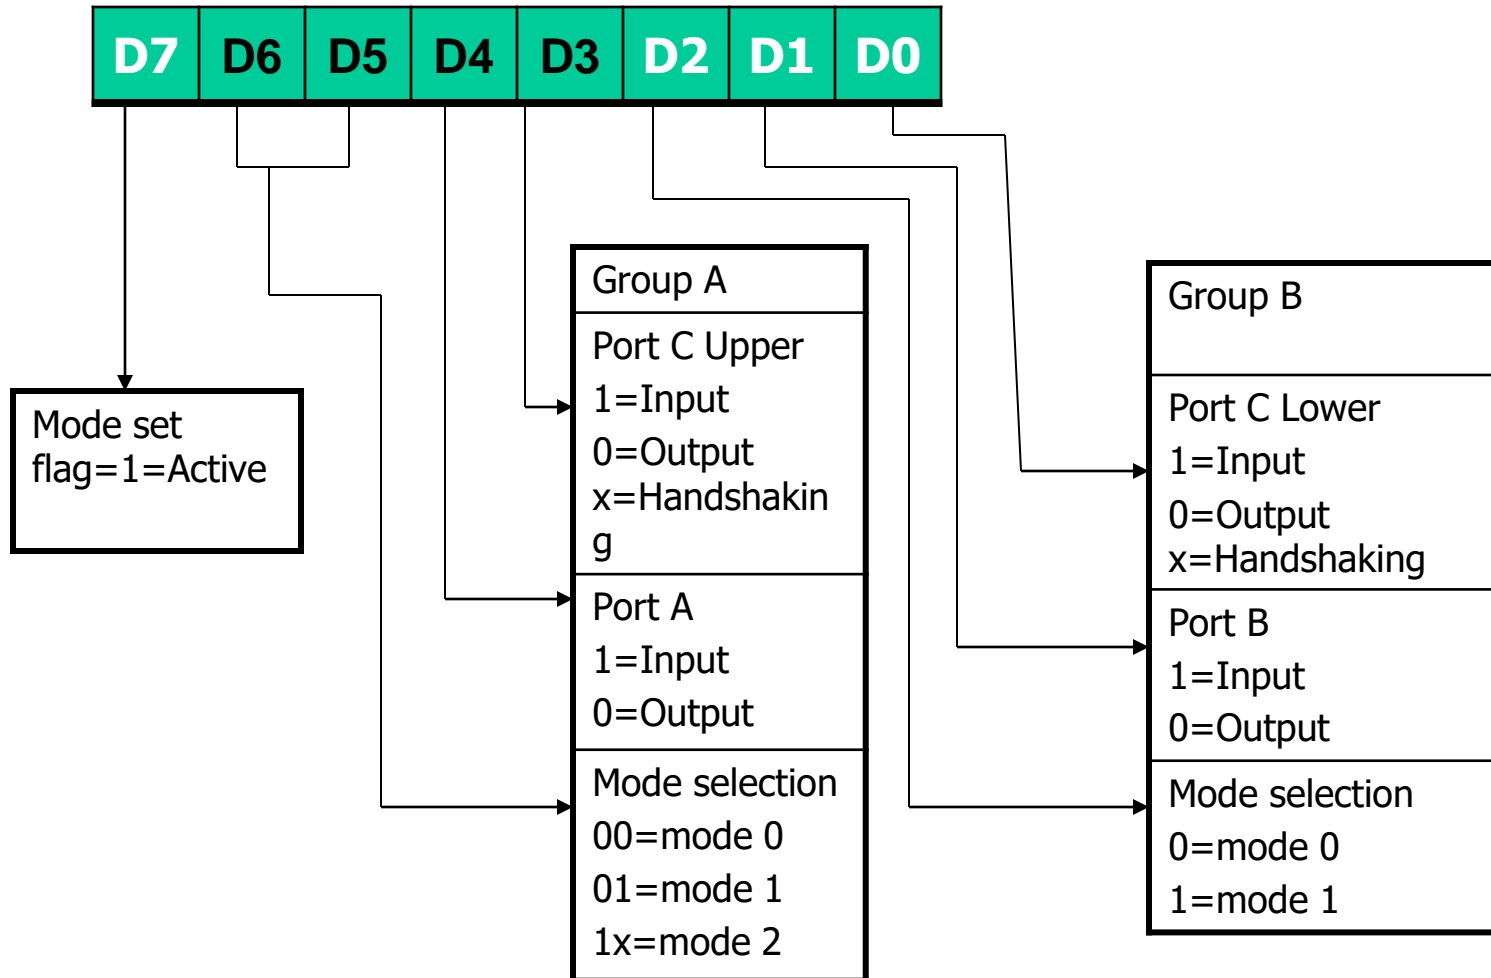 D7 D6 D5 D4 D3 D2 D1 D0
Mode set
flag=1=Active
Group A
Port C Upper
1=Input
0=Output
x=Handshakin
g
Port A
1=Input
0=Output
Mode selection
00=mode 0
01=mode 1
1x=mode 2
Group B
Port C Lower
1=Input
0=Output
x=Handshaking
Port B
1=Input
0=Output
Mode selection
0=mode 0
1=mode 1